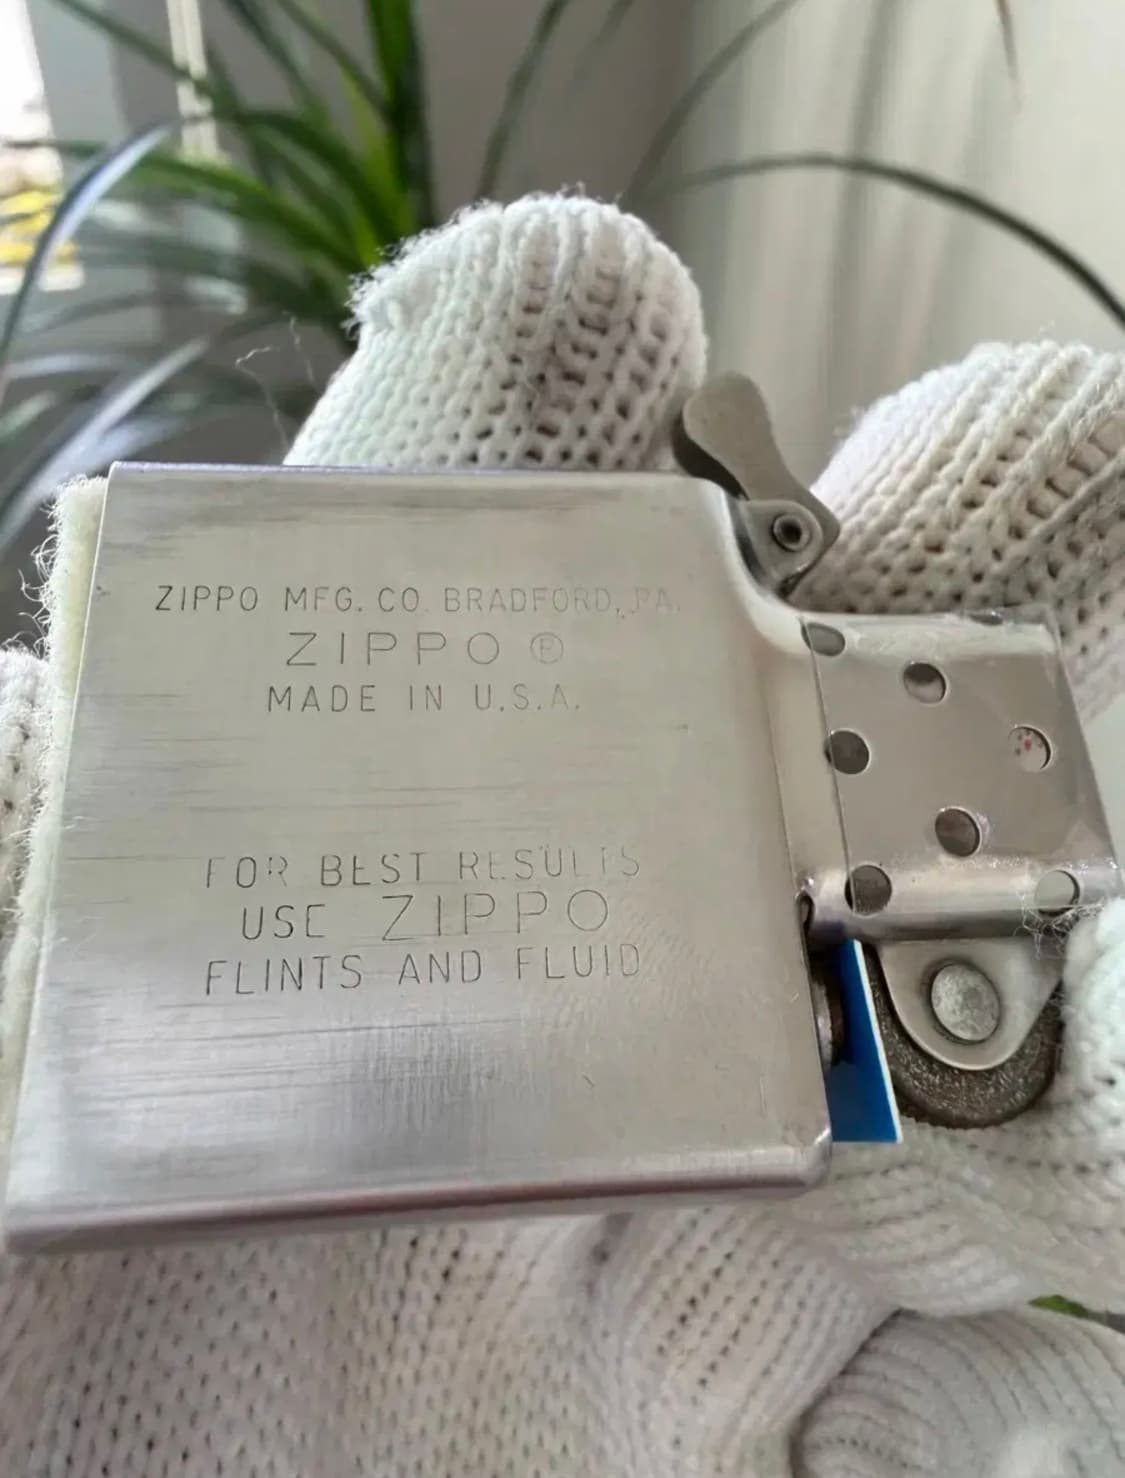 ZIPPO MFG. CO. BRADFORD, PA.
ZIPPO ®
MADE IN U.S.A.
FOR BEST RESULTS
USE ZIPPO
FLINTS AND FLUID